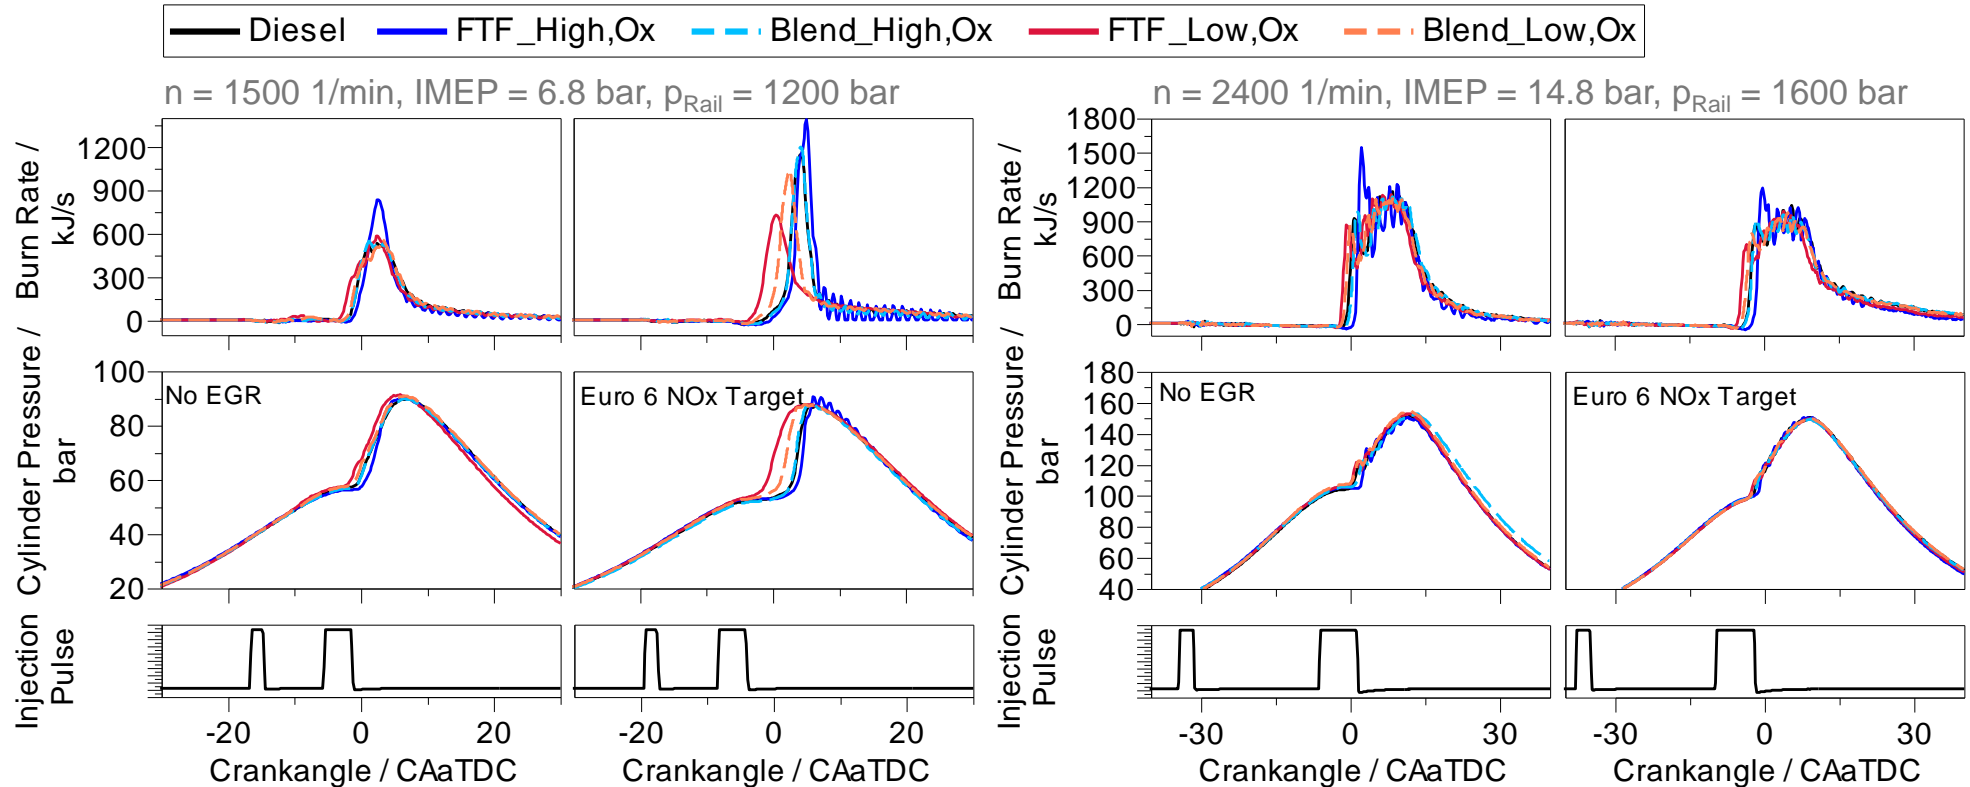 Diesel FTF_High,Ox Blend_High,Ox FTF_Low,Ox Blend_Low,Ox
n = 1500 1/min, IMEP = 6.8 bar, pRail = 1200 bar
n = 2400 1/min, IMEP = 14.8 bar, pRail = 1600 bar
Burn Rate /
kJ/s
1200
900
600
300
0
Burn Rate /
kJ/s
1800
1500
1200
900
600
300
0
Cylinder Pressure /
bar
100
80
60
40
20
No EGR
Euro 6 NOx Target
Cylinder Pressure /
bar
180
160
140
120
100
80
60
40
No EGR
Euro 6 NOx Target
Injection
Pulse
Injection
Pulse
-20 0 20
-20 0 20
-30 0 30
-30 0 30
Crankangle / CAaTDC
Crankangle / CAaTDC
Crankangle / CAaTDC
Crankangle / CAaTDC